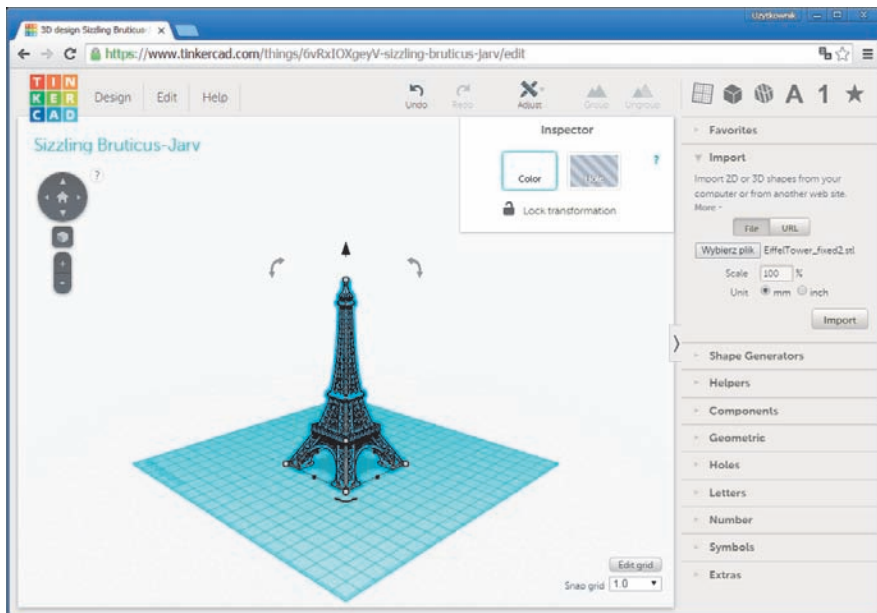 Użytkownik
3D design Sizzling Bruticus
https://www.tinkercad.com/things/6vRxIOXgeyV-sizzling-bruticus-jarv/edit
TIN
KER
CAD
Design Edit Help
Undo Redo Adjust Group Ungroup
A 1
Sizzling Bruticus-Jarv
?
Inspector
Color
?
Lock transformation
Favorites
Import
Import 2D or 3D shapes from your
computer or from another web site.
More
File URL
Wybierz plik EiffelTower_fixed2.stl
Scale 100 %
Unit mm inch
Import
Shape Generators
Helpers
Components
Geometric
Holes
Letters
Number
Symbols
Extras
Edit grid
Snap grid 1.0